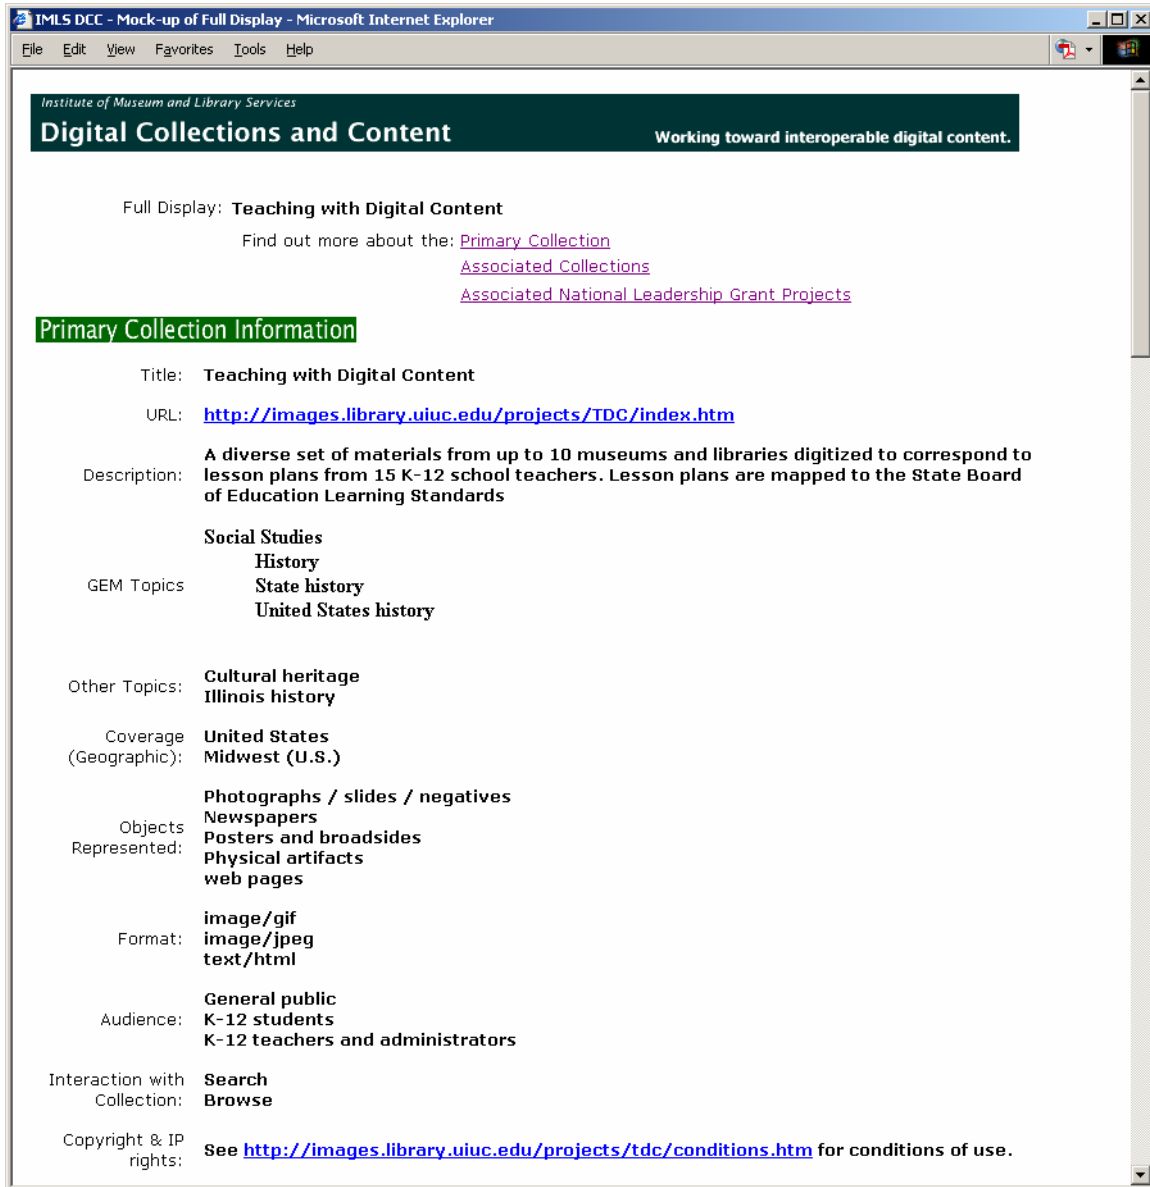 IMLS DCC - Mock-up of Full Display - Microsoft Internet Explorer
File Edit View Favorites Tools Help
Institute of Museum and Library Services
Digital Collections and Content Working toward interoperable digital content.
Full Display: Teaching with Digital Content
Find out more about the: Primary Collection
Associated Collections
Associated National Leadership Grant Projects
Primary Collection Information
Title: Teaching with Digital Content
URL: http://images.library.uiuc.edu/projects/TDC/index.htm
Description: A diverse set of materials from up to 10 museums and libraries digitized to correspond to
lesson plans from 15 K-12 school teachers. Lesson plans are mapped to the State Board
of Education Learning Standards
GEM Topics
Social Studies
History
State history
United States history
Other Topics:
Cultural heritage
Illinois history
Coverage
(Geographic):
United States
Midwest (U.S.)
Objects
Represented:
Photographs / slides / negatives
Newspapers
Posters and broadsides
Physical artifacts
web pages
Format:
image/gif
image/jpeg
text/html
Audience:
General public
K-12 students
K-12 teachers and administrators
Interaction with
Collection:
Search
Browse
Copyright & IP
rights:
See http://images.library.uiuc.edu/projects/tdc/conditions.htm for conditions of use.